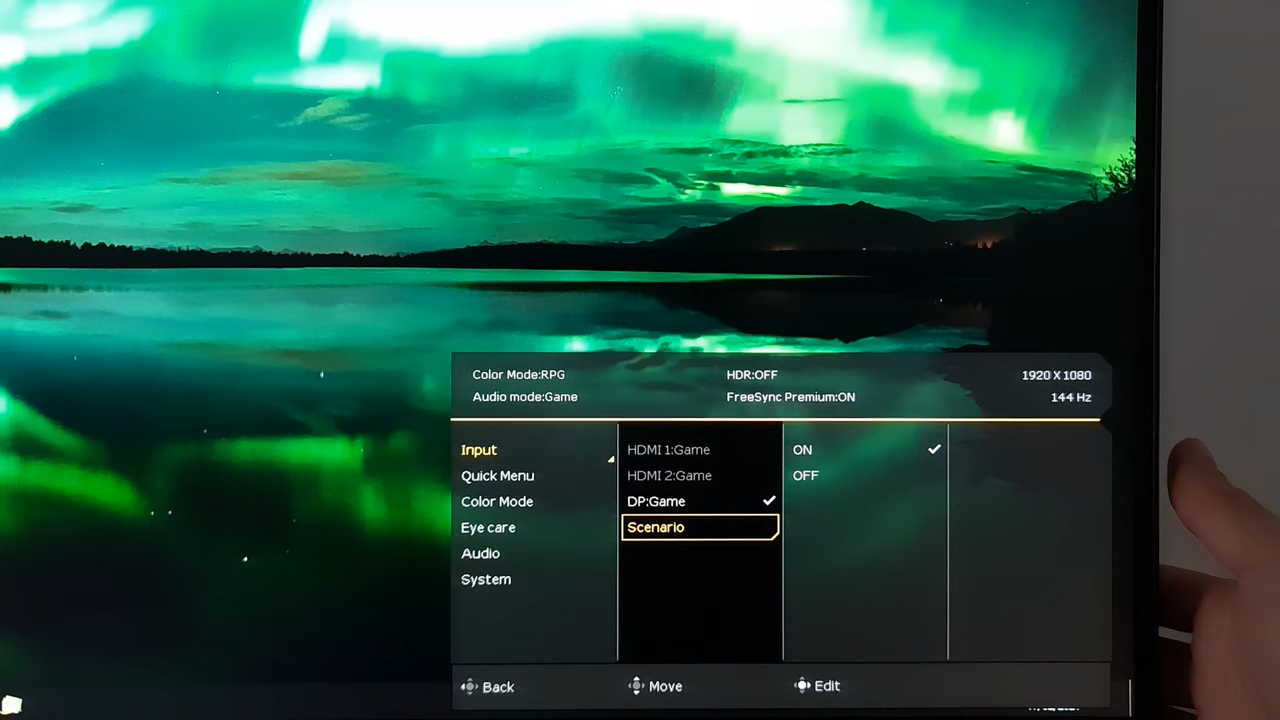 Color Mode:RPG
HDR:OFF
1920 X 1080
Audio mode:Game
FreeSync Premium:ON
144 Hz
Input
HDMI 1:Game
ON
Quick Menu
HDMI 2:Game
OFF
Color Mode
DP:Game
Eye care
Scenario
Audio
System
Back
Move
Edit